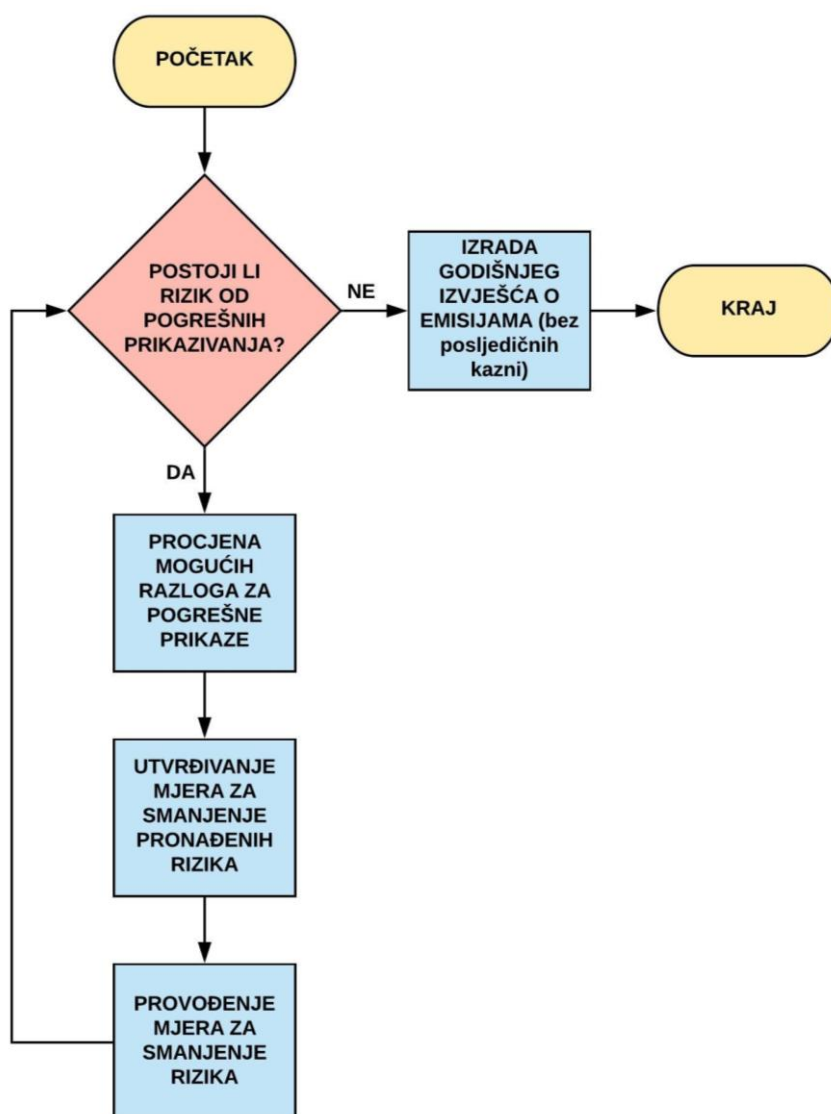 POČETAK
POSTOJI LI
RIZIK OD
POGREŠNIH
PRIKAZIVANJA?
NE
IZRADA
GODIŠNJEG
IZVJEŠĆA O
EMISIJAMA (bez
posljedičnih
kazni)
KRAJ
DA
PROCJENA
MOGUĆIH
RAZLOGA ZA
POGREŠNE
PRIKAZE
UTVRĐIVANJE
MJERA ZA
SMANJENJE
PRONAĐENIH
RIZIKA
PROVOĐENJE
MJERA ZA
SMANJENJE
RIZIKA